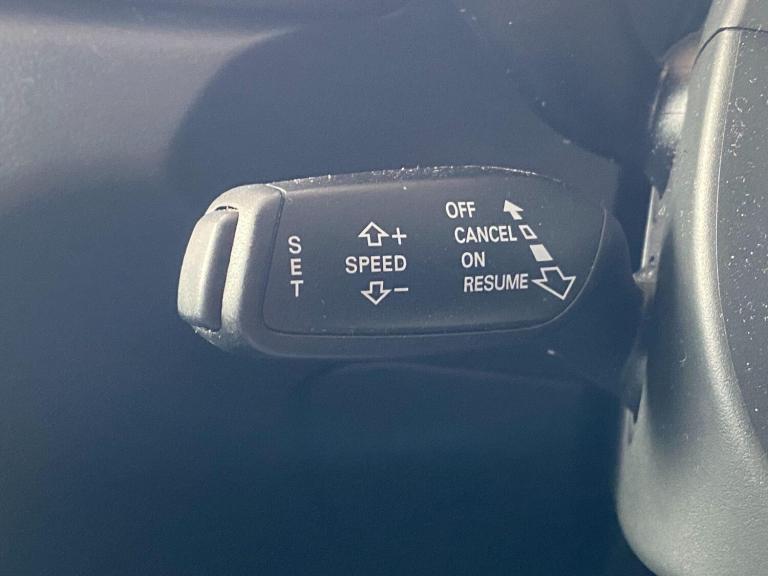 SET
+
SPEED
−
OFF
CANCEL
ON
RESUME